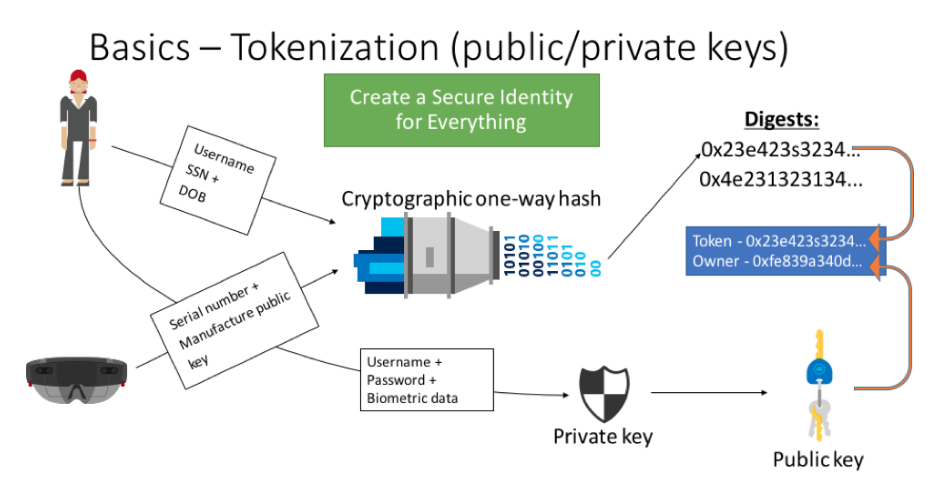 Basics – Tokenization (public/private keys)
Create a Secure Identity
for Everything
Digests:
0x23e423s3234...
0x4e231323134...
Username
SSN +
DOB
Cryptographic one-way hash
10101
01010
00100
11011
1101
010
00
Token - 0x23e423s3234...
Owner - 0xfe839a340d...
Serial number +
Manufacture public
key
Username +
Password +
Biometric data
Private key
Public key